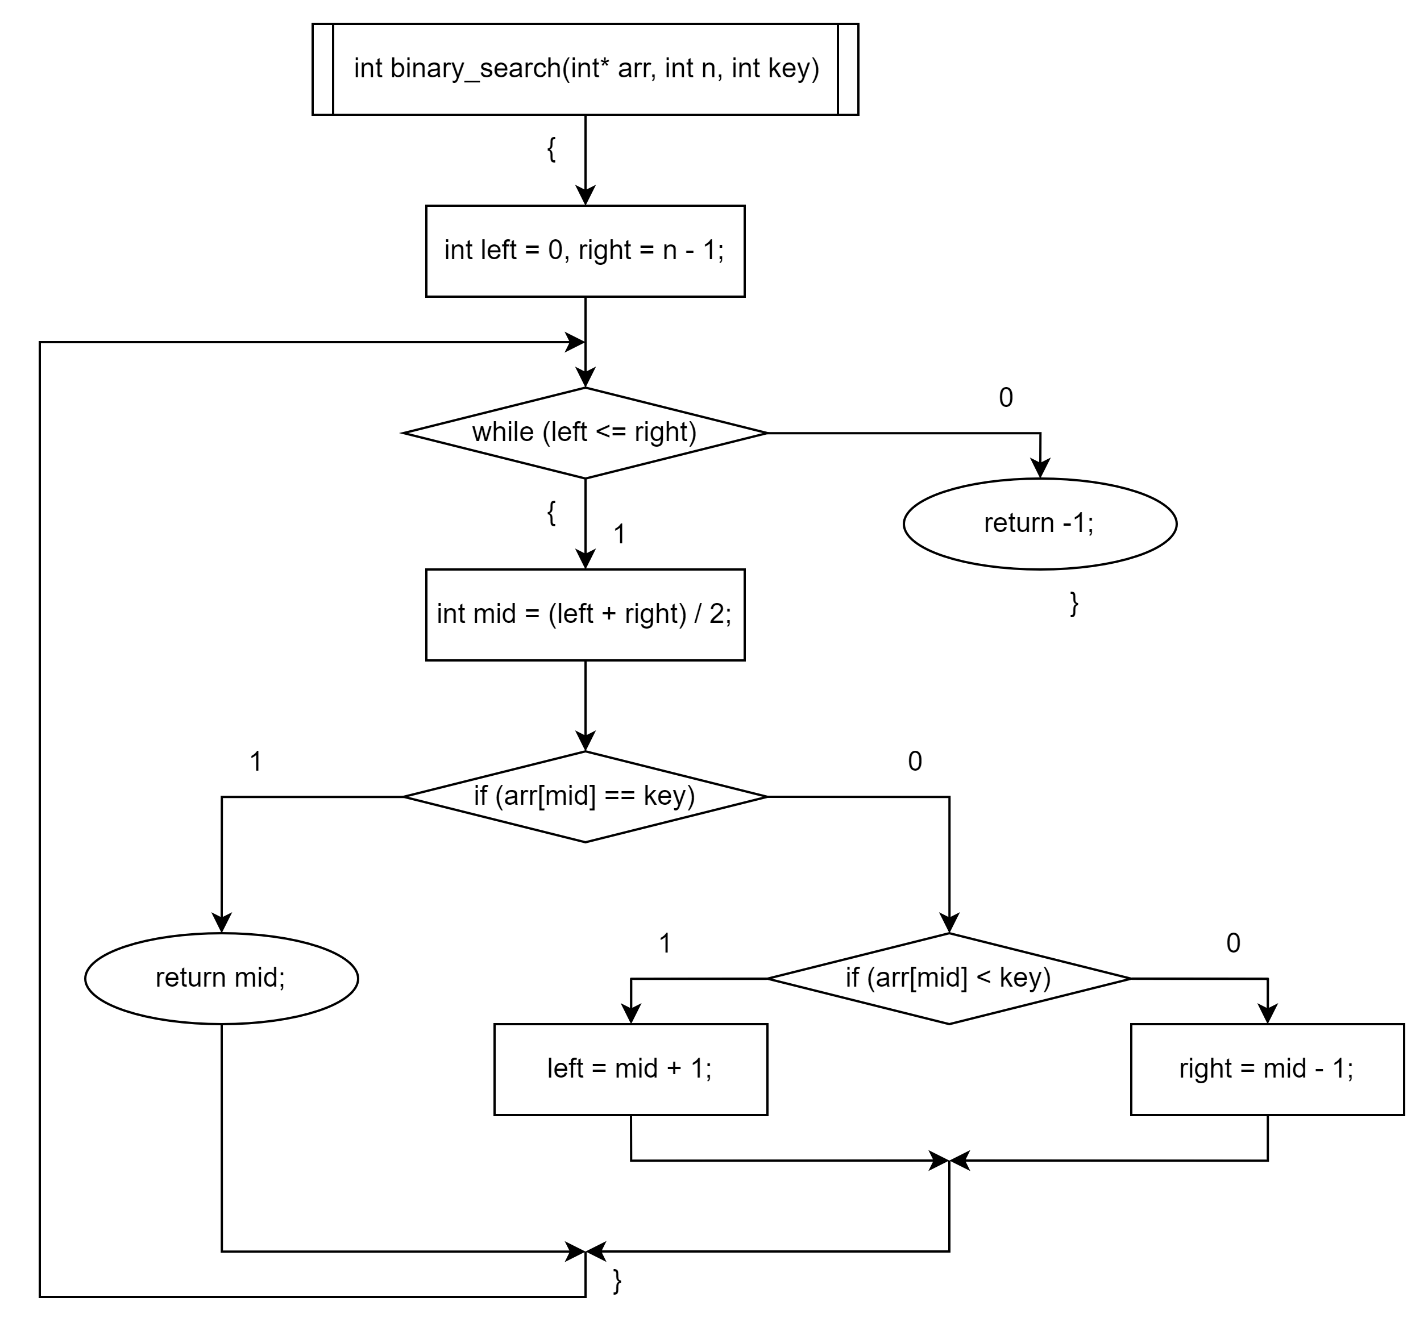 int binary_search(int* arr, int n, int key)
{
int left = 0, right = n - 1;
while (left <= right)
0
{
1
return -1;
}
int mid = (left + right) / 2;
if (arr[mid] == key)
1
0
return mid;
if (arr[mid] < key)
1
0
left = mid + 1;
right = mid - 1;
}